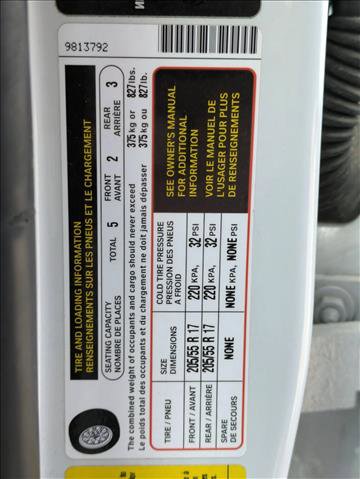 9813792
TIRE AND LOADING INFORMATION
RENSEIGNEMENTS SUR LES PNEUS ET LE CHARGEMENT
SEATING CAPACITY
NOMBRE DE PLACES
TOTAL 5
FRONT
AVANT 2
REAR
ARRIÈRE 3
The combined weight of occupants and cargo should never exceed 375 kg or 827 lbs.
Le poids total des occupants et du chargement ne doit jamais dépasser 375 kg ou 827 lb.
TIRE / PNEU
SIZE
DIMENSIONS
COLD TIRE PRESSURE
PRESSION DES PNEUS
A FROID
FRONT / AVANT 205/55 R 17 220 KPA, 32 PSI
REAR / ARRIÈRE 205/55 R 17 220 KPA, 32 PSI
SPARE
DE SECOURS NONE NONE KPA, NONE PSI
SEE OWNER'S MANUAL
FOR ADDITIONAL
INFORMATION
VOIR LE MANUEL DE
L'USAGER POUR PLUS
DE RENSEIGNEMENTS